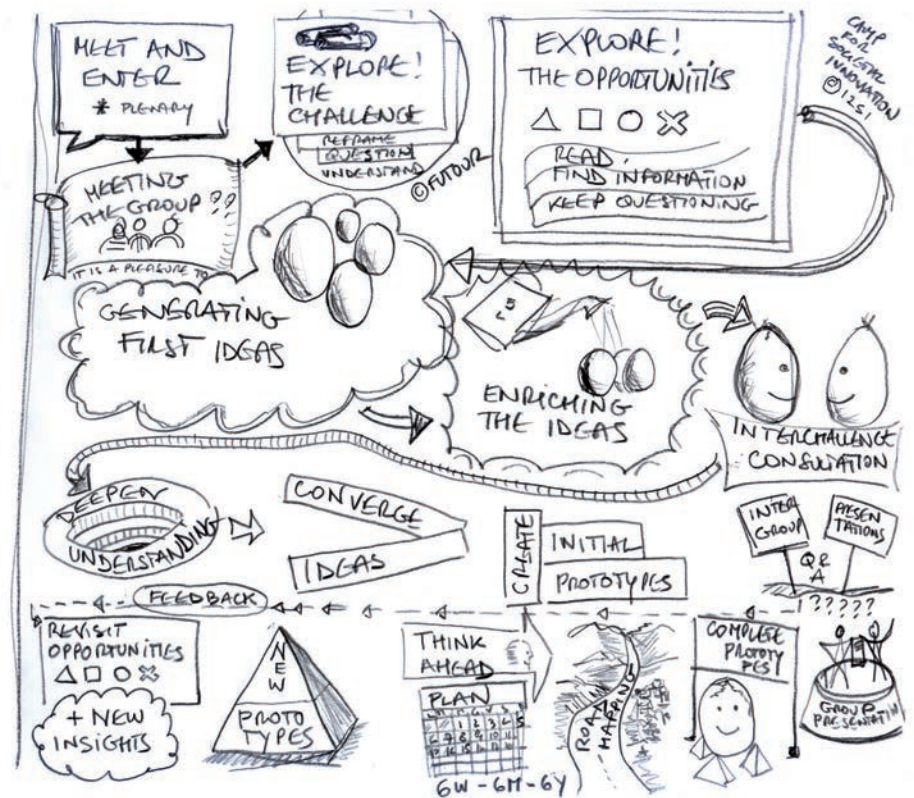 MEET AND
ENTER
* PLENARY
EXPLORE!
THE
CHALLENGE
REFRAME
QUESTION
UNDERSTAND
©FUTOUR
EXPLORE!
THE OPPORTUNITIES
READ
FIND INFORMATION
KEEP QUESTIONING
CAMP
FOR
SOCIETAL
INNOVATION
© I2SI
MEETING
THE GROUP
??
IT IS A PLEASURE TO
GENERATING
FIRST IDEAS
ENRICHING
THE IDEAS
INTERCHALLENGE
CONSULTATION
DEEPEN
UNDERSTANDING
CONVERGE
IDEAS
CREATE
INITIAL
PROTOTYPES
INTER
GROUP
PRESEN
TATIONS
Q &
A
FEEDBACK
?????
REVISIT
OPPORTUNITIES
+ NEW
INSIGHTS
NEW
PROTO
TYPES
THINK
AHEAD
PLAN
6W - 6M - 6Y
ROAD
MAPPING
COMPLETE
PROTOTY
PES
GROUP
PRESENTATION